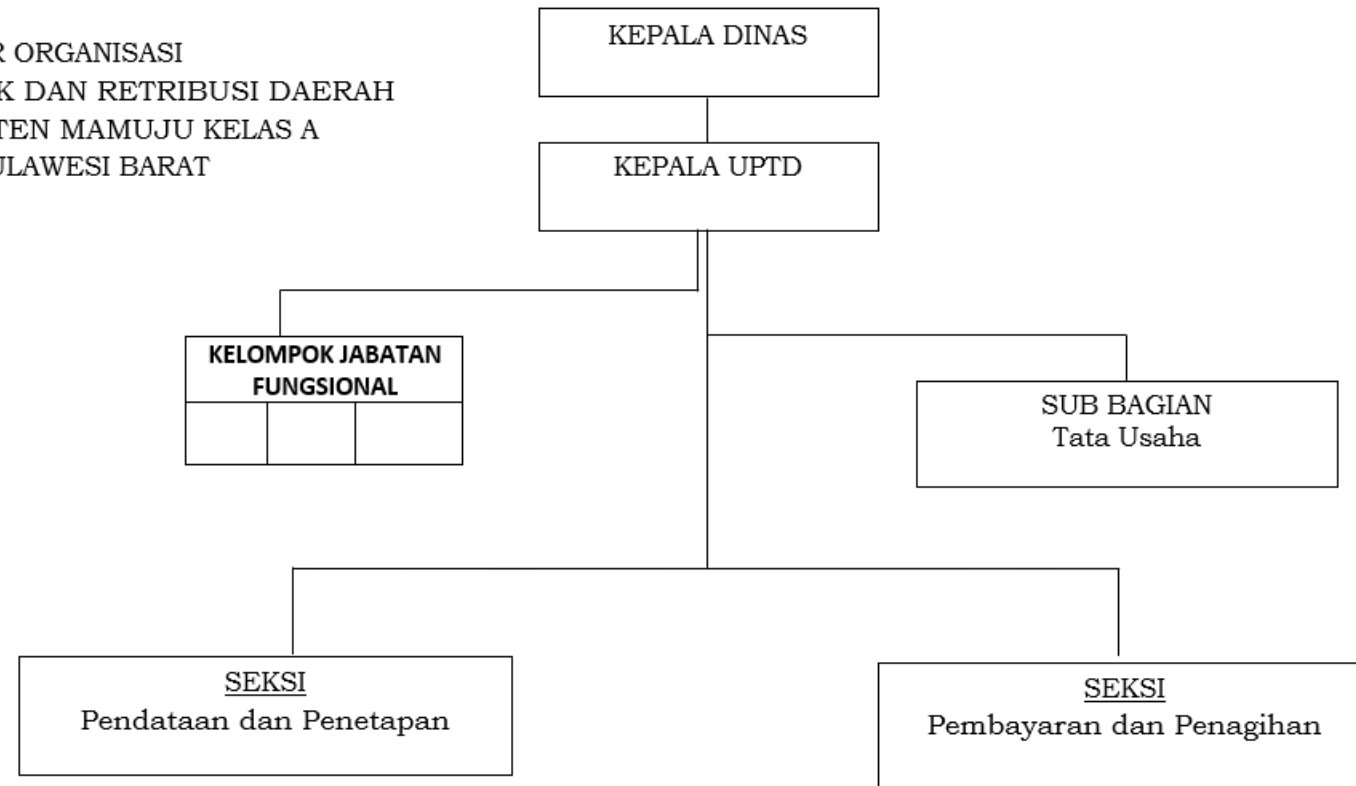 KEPALA DINAS
R ORGANISASI
K DAN RETRIBUSI DAERAH
TEN MAMUJU KELAS A
ULAWESI BARAT
KEPALA UPTD
KELOMPOK JABATAN
FUNGSIONAL
SUB BAGIAN
Tata Usaha
SEKSI
Pendataan dan Penetapan
SEKSI
Pembayaran dan Penagihan